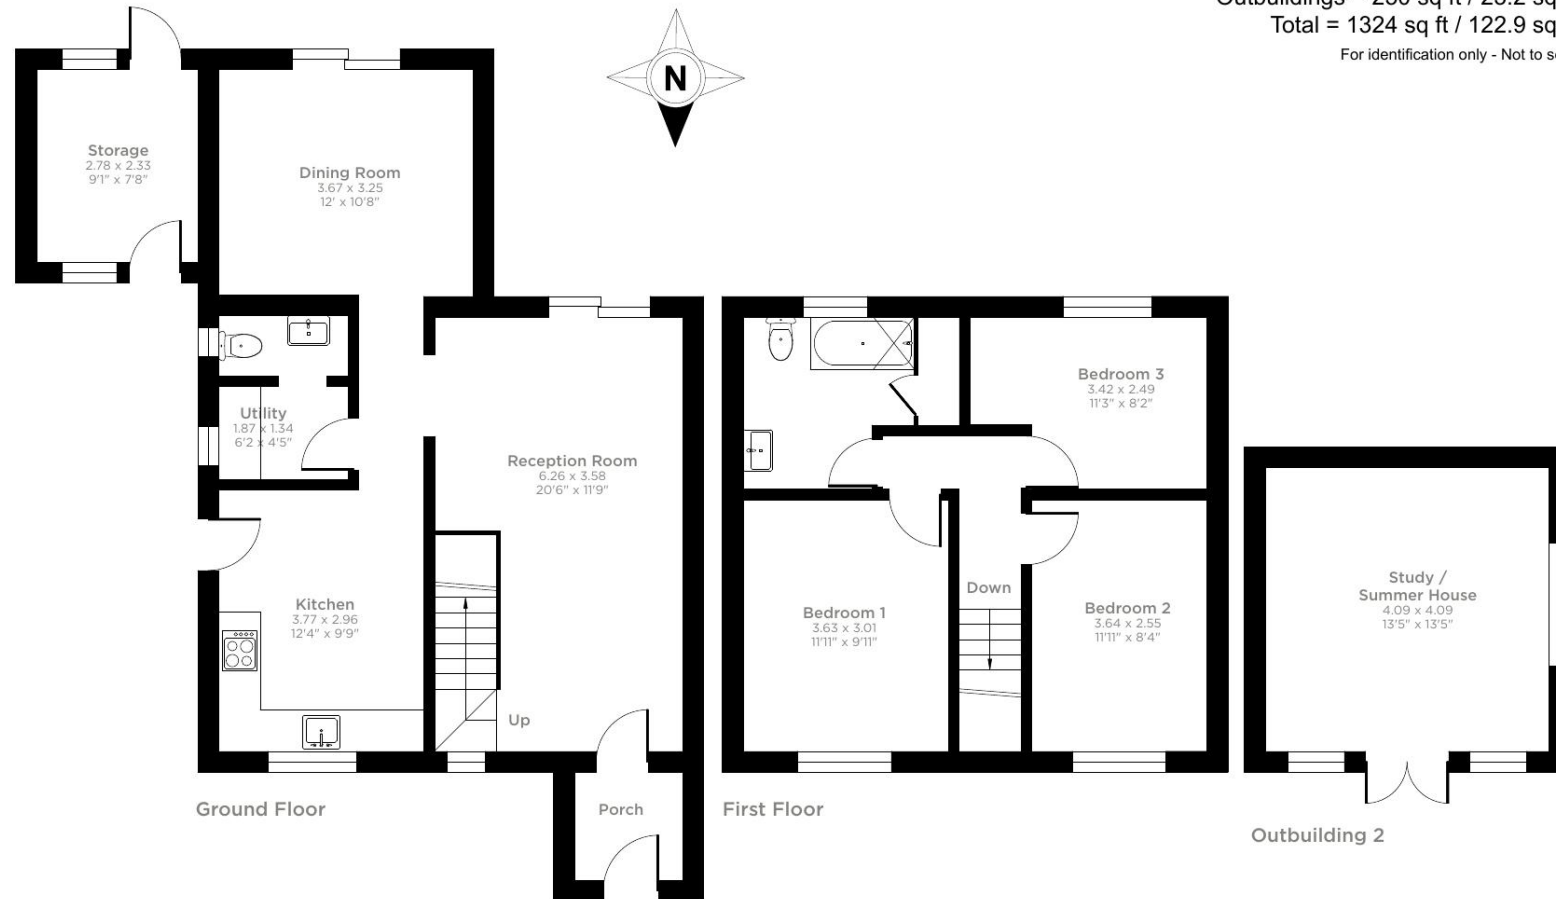 Total = 1324 sq ft / 122.9 sq
For identification only - Not to
N
Storage
2.78 x 2.33
9'1" x 7'8"
Dining Room
3.67 x 3.25
12' x 10'8"
Utility
1.87 x 1.34
6'2 x 4'5"
Reception Room
6.26 x 3.58
20'6" x 11'9"
Kitchen
3.77 x 2.96
12'4" x 9'9"
Up
Porch
Ground Floor
Bedroom 3
3.42 x 2.49
11'3" x 8'2"
Down
Bedroom 1
3.63 x 3.01
11'11" x 9'11"
Bedroom 2
3.64 x 2.55
11'11" x 8'4"
First Floor
Study /
Summer House
4.09 x 4.09
13'5" x 13'5"
Outbuilding 2